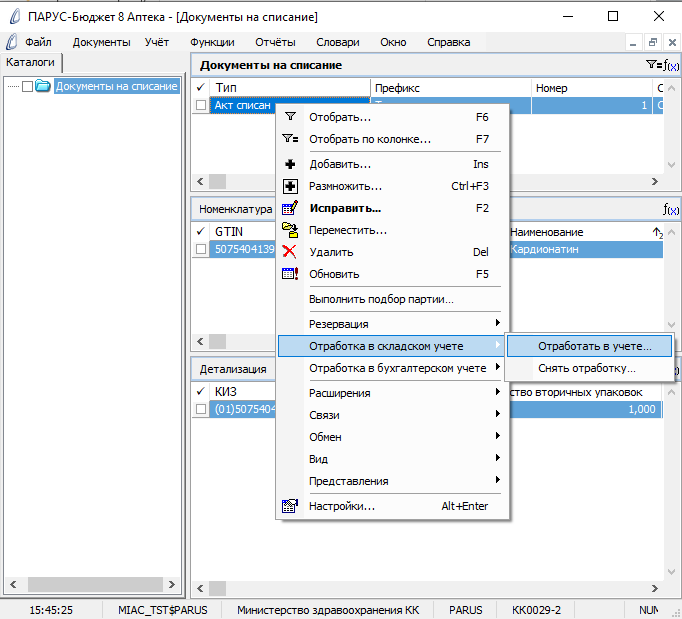 ПАРУС-Бюджет 8 Аптека - [Документы на списание]
Файл Документы Учёт Функции Отчёты Словари Окно Справка
Каталоги
Документы на списание
Документы на списание
f(x)
Тип Префикс Номер С
Акт списан 1
Отобрать... F6
Отобрать по колонке... F7
Добавить... Ins
Размножить... Ctrl+F3
Исправить... F2
Переместить... 
Удалить Del
Обновить F5
Выполнить подбор партии...
Резервация
Отработка в складском учете
Отработка в бухгалтерском учете
Расширения
Связи
Обмен
Вид
Представления
Настройки... Alt+Enter
Отработать в учете...
Снять отработку...
Номенклатура
f(x)
GTIN Наименование
5075404139 Кардионатин
Детализация
КИЗ ство вторичных упаковок
(01)5075404 1,000
15:45:25 MIAC_TST$PARUS Министерство здравоохранения КК PARUS КК0029-2 NUM